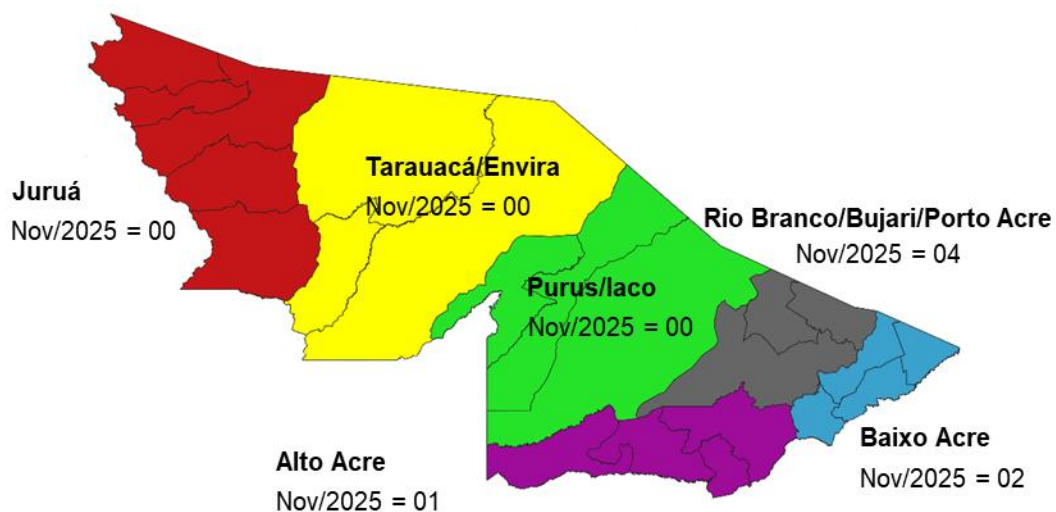 Juruá
Nov/2025 = 00
Tarauacá/Envira
Nov/2025 = 00
Rio Branco/Bujari/Porto Acre
Nov/2025 = 04
Purus/Iaco
Nov/2025 = 00
Alto Acre
Nov/2025 = 01
Baixo Acre
Nov/2025 = 02